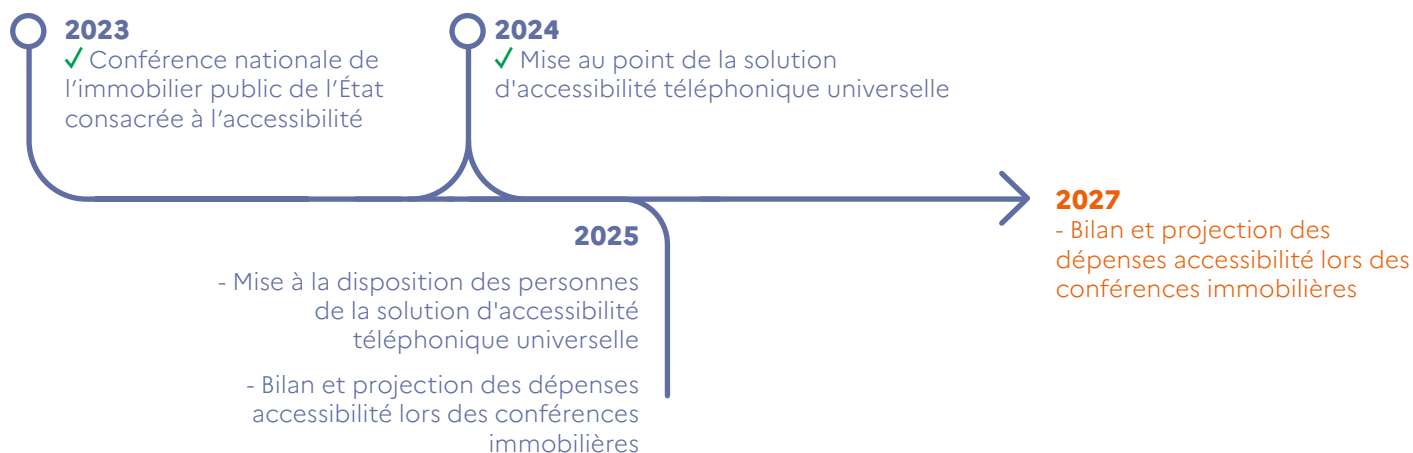 2023
✓ Conférence nationale de
l’immobilier public de l’État
consacrée à l’accessibilité
2024
✓ Mise au point de la solution
d'accessibilité téléphonique universelle
2025
- Mise à la disposition des personnes
de la solution d'accessibilité
téléphonique universelle
- Bilan et projection des dépenses
accessibilité lors des conférences
immobilières
2027
- Bilan et projection des
dépenses accessibilité lors des
conférences immobilières